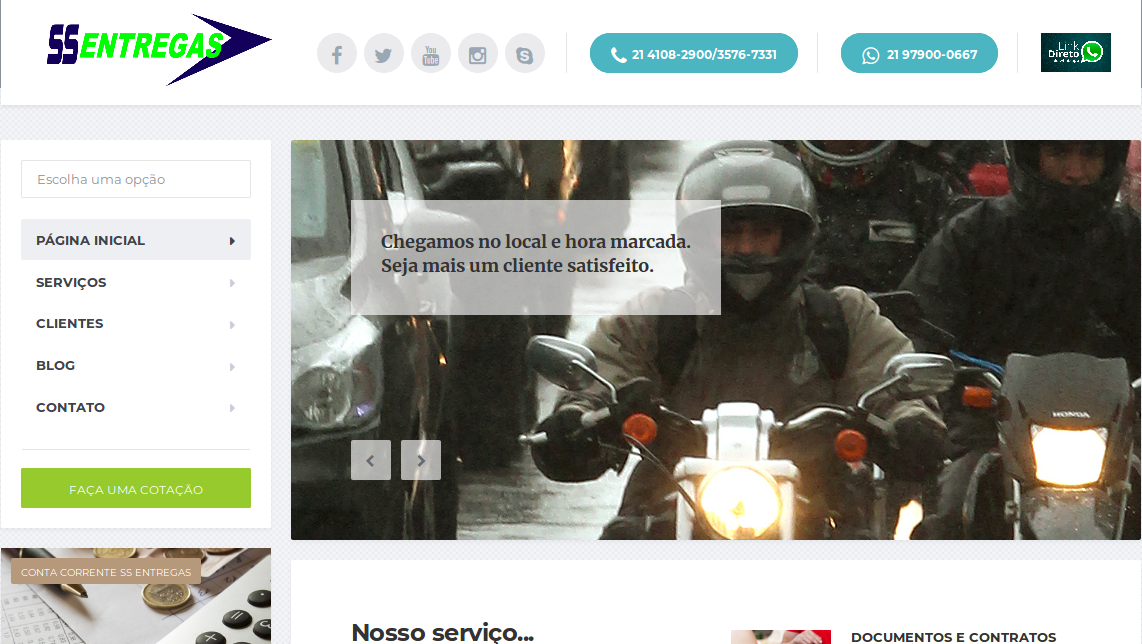 SS ENTREGAS
You
Tube
21 4108-2900/3576-7331
21 97900-0667
Link
Direto
Escolha uma opção
PÁGINA INICIAL
SERVIÇOS
CLIENTES
BLOG
CONTATO
FAÇA UMA COTAÇÃO
CONTA CORRENTE SS ENTREGAS
Chegamos no local e hora marcada.
Seja mais um cliente satisfeito.
HONDA
Nosso serviço...
DOCUMENTOS E CONTRATOS